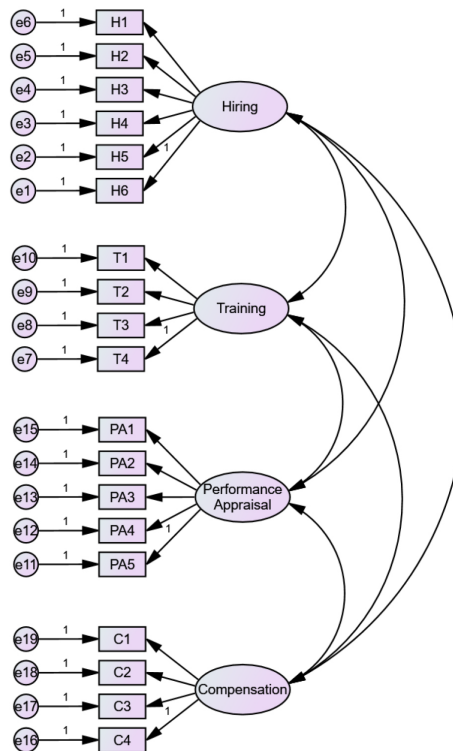 e6 1 H1
e5 1 H2
e4 1 H3
Hiring
e3 1 H4
e2 1 H5 1
e1 1 H6
e10 1 T1
e9 1 T2
Training
e8 1 T3
1
e7 1 T4
e15 1 PA1
e14 1 PA2
e13 1 PA3
Performance
Appraisal
e12 1 PA4
1
e11 1 PA5
e19 1 C1
e18 1 C2
Compensation
e17 1 C3
1
e16 1 C4